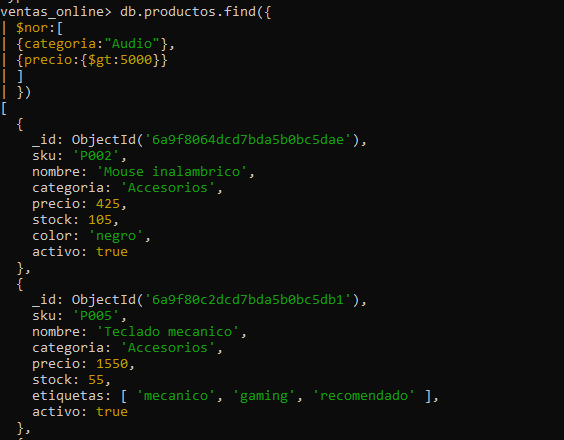 ventas_online> db.productos.find({
| $nor:[
| {categoria:"Audio"},
| {precio:{$gt:5000}}
| ]
| })
[
  {
    _id: ObjectId('6a9f8064dcd7bda5b0bc5dae'),
    sku: 'P002',
    nombre: 'Mouse inalambrico',
    categoria: 'Accesorios',
    precio: 425,
    stock: 105,
    color: 'negro',
    activo: true
  },
  {
    _id: ObjectId('6a9f80c2dcd7bda5b0bc5db1'),
    sku: 'P005',
    nombre: 'Teclado mecanico',
    categoria: 'Accesorios',
    precio: 1550,
    stock: 55,
    etiquetas: [ 'mecanico', 'gaming', 'recomendado' ],
    activo: true
  },